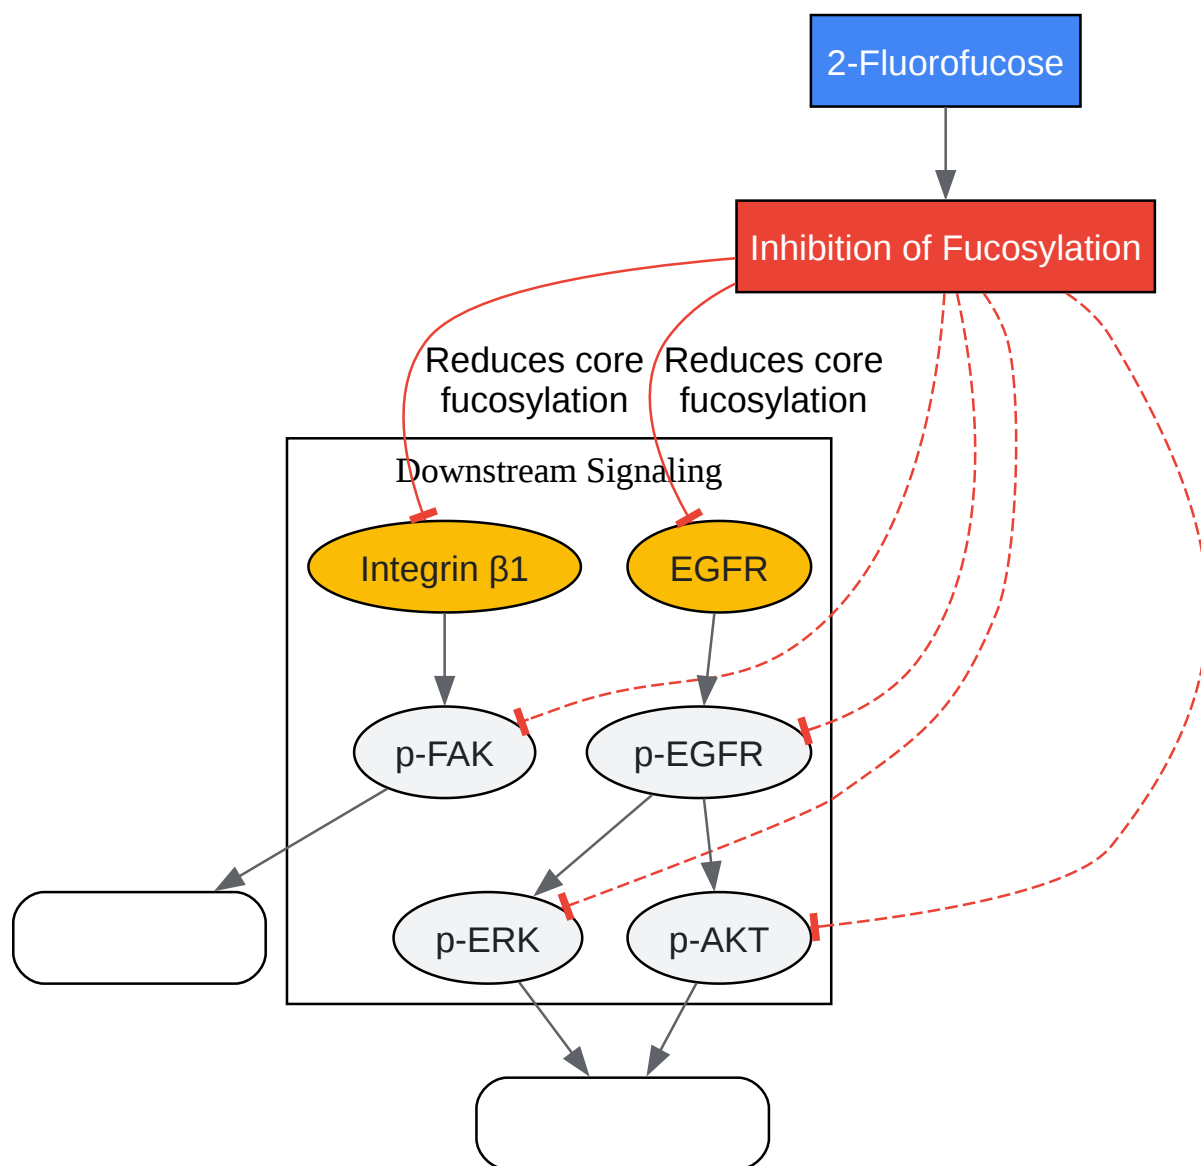 2-Fluorofucose
Inhibition of Fucosylation
Reduces core
fucosylation
Reduces core
fucosylation
Downstream Signaling
Integrin β1
EGFR
p-FAK
p-EGFR
p-ERK
p-AKT